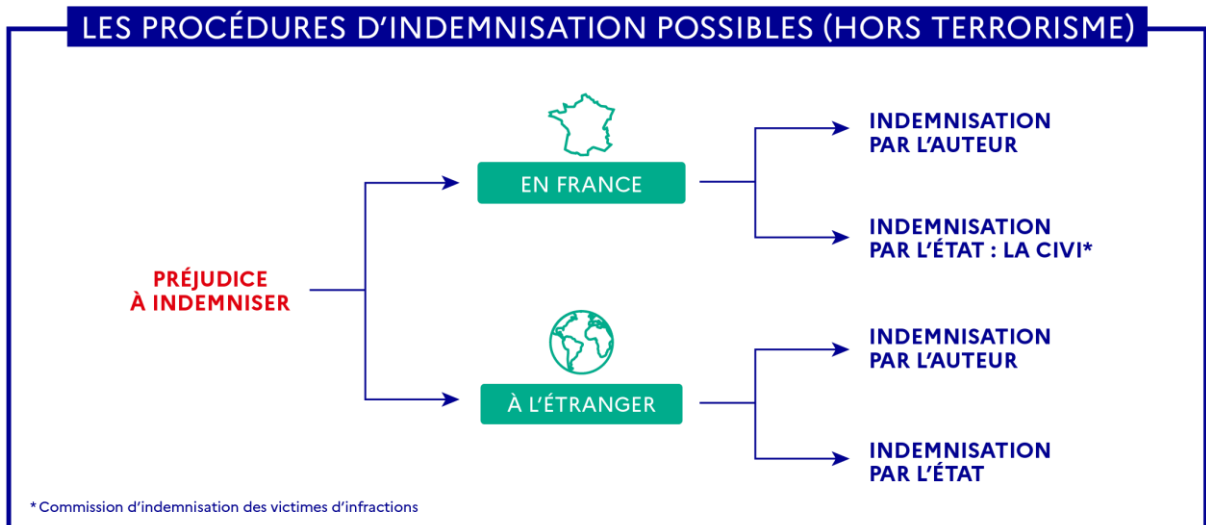 LES PROCÉDURES D’INDEMNISATION POSSIBLES (HORS TERRORISME)
PRÉJUDICE
À INDEMNISER
EN FRANCE
INDEMNISATION
PAR L’AUTEUR
INDEMNISATION
PAR L’ÉTAT : LA CIVI*
À L’ÉTRANGER
INDEMNISATION
PAR L’AUTEUR
INDEMNISATION
PAR L’ÉTAT
* Commission d’indemnisation des victimes d’infractions